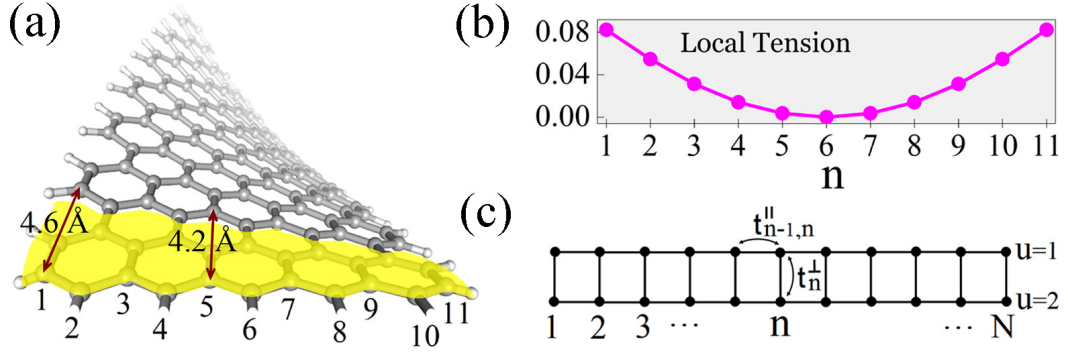 (a)
4.6 Å
4.2 Å
1
2
3
4
5
6
7
8
9
10
11
(b)
Local Tension
0.08
0.04
0.00
1 2 3 4 5 6 7 8 9 10 11
n
(c)
t∥n-1,n
t⊥n
u=1
u=2
1 2 3 ... n ... N